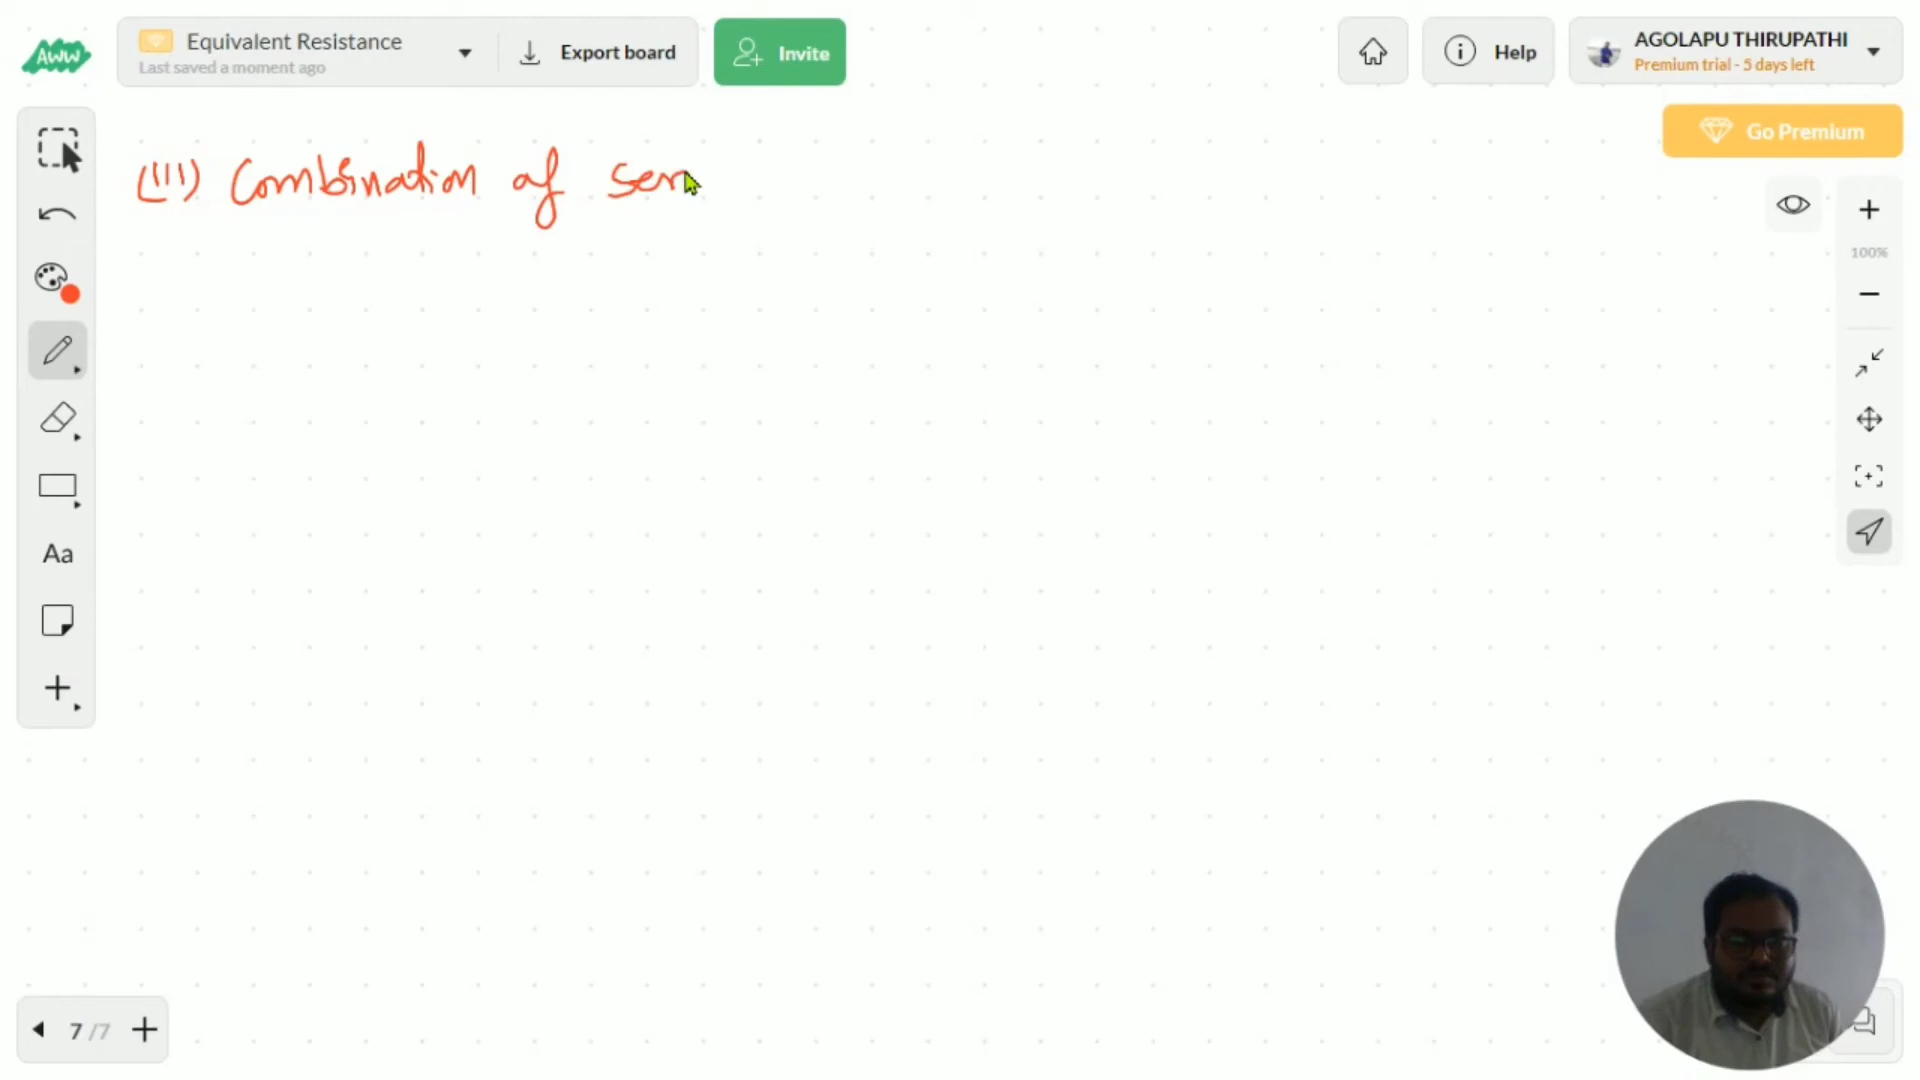 AWW
Equivalent Resistance
Last saved a moment ago
Export board
Invite
Help
AGOLAPU THIRUPATHI
Premium trial - 5 days left
Go Premium
(III) Combination of Ser
100%
Aa
7 /7